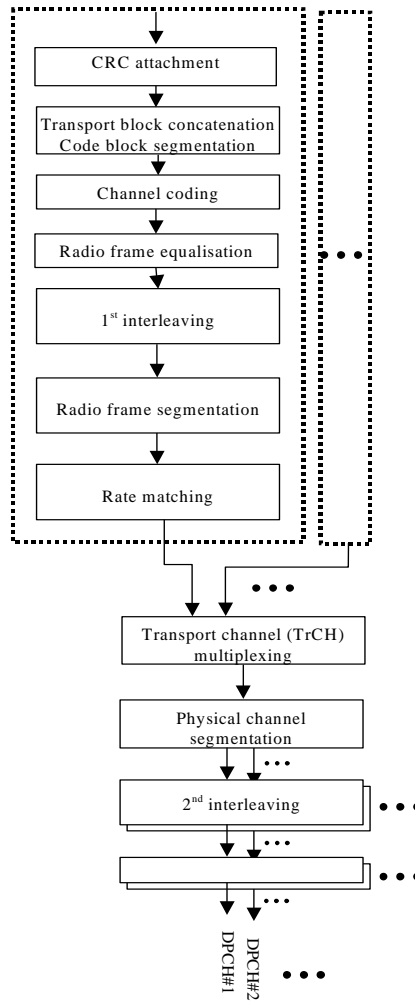 CRC attachment
Transport block concatenation
Code block segmentation
Channel coding
Radio frame equalisation
1st interleaving
Radio frame segmentation
Rate matching
Transport channel (TrCH)
multiplexing
Physical channel
segmentation
2nd interleaving
DPCH#1
DPCH#2